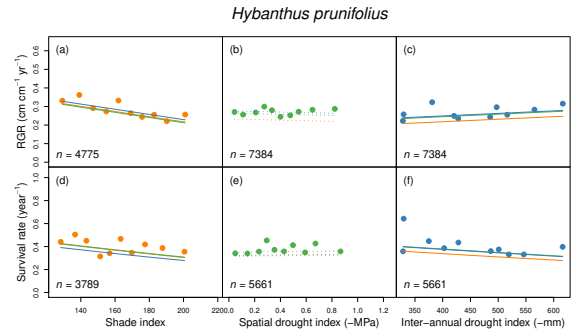 Hybanthus prunifolius
(a) (b) (c)
RGR (cm cm⁻¹ yr⁻¹)
0.6
0.5
0.4
0.3
0.2
0.1
0.0
n = 4775 n = 7384 n = 7384
(d) (e) (f)
Survival rate (year⁻¹)
1.0
0.8
0.6
0.4
0.2
0.0
n = 3789 n = 5661 n = 5661
140 160 180 200 220 0.0 0.2 0.4 0.6 0.8 1.0 1.2 350 400 450 500 550 600
Shade index Spatial drought index (−MPa) Inter−annual drought index (−mm)